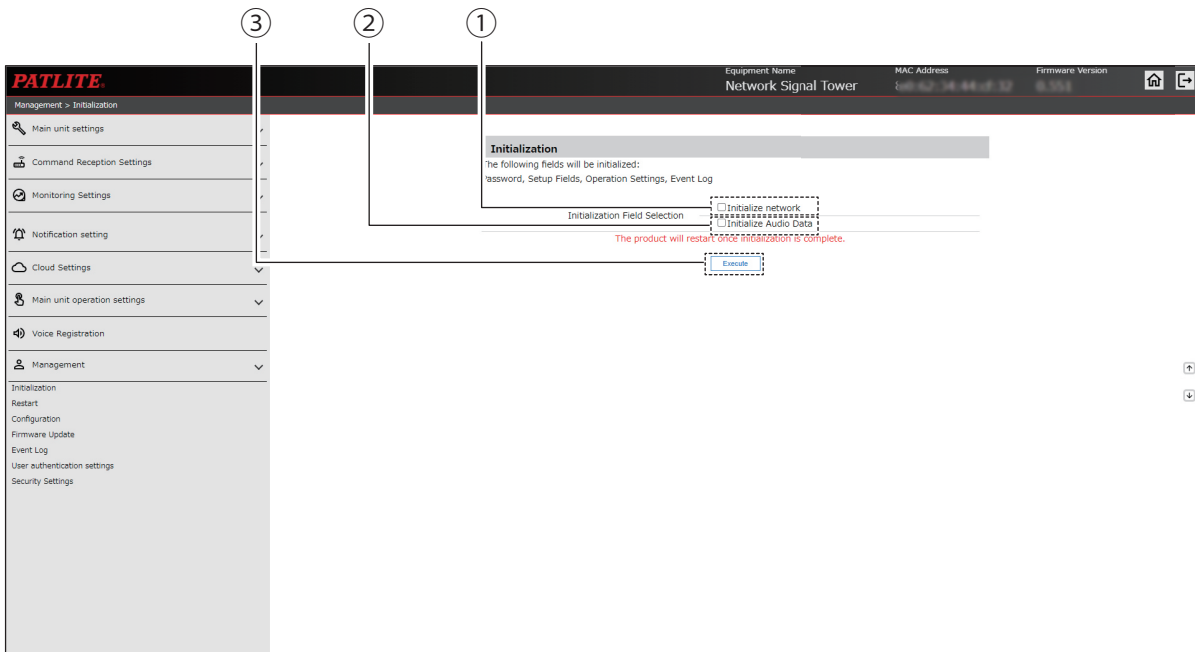 ③ ② ①
PATLITE.
Equipment Name
Network Signal Tower
MAC Address
Firmware Version
0.551
Management > Initialization
Main unit settings
Command Reception Settings
Monitoring Settings
Notification setting
Cloud Settings
Main unit operation settings
Voice Registration
Management
Initialization
Restart
Configuration
Firmware Update
Event Log
User authentication settings
Security Settings
Initialization
The following fields will be initialized:
Password, Setup Fields, Operation Settings, Event Log
Initialization Field Selection
Initialize network
Initialize Audio Data
The product will restart once initialization is complete.
Execute